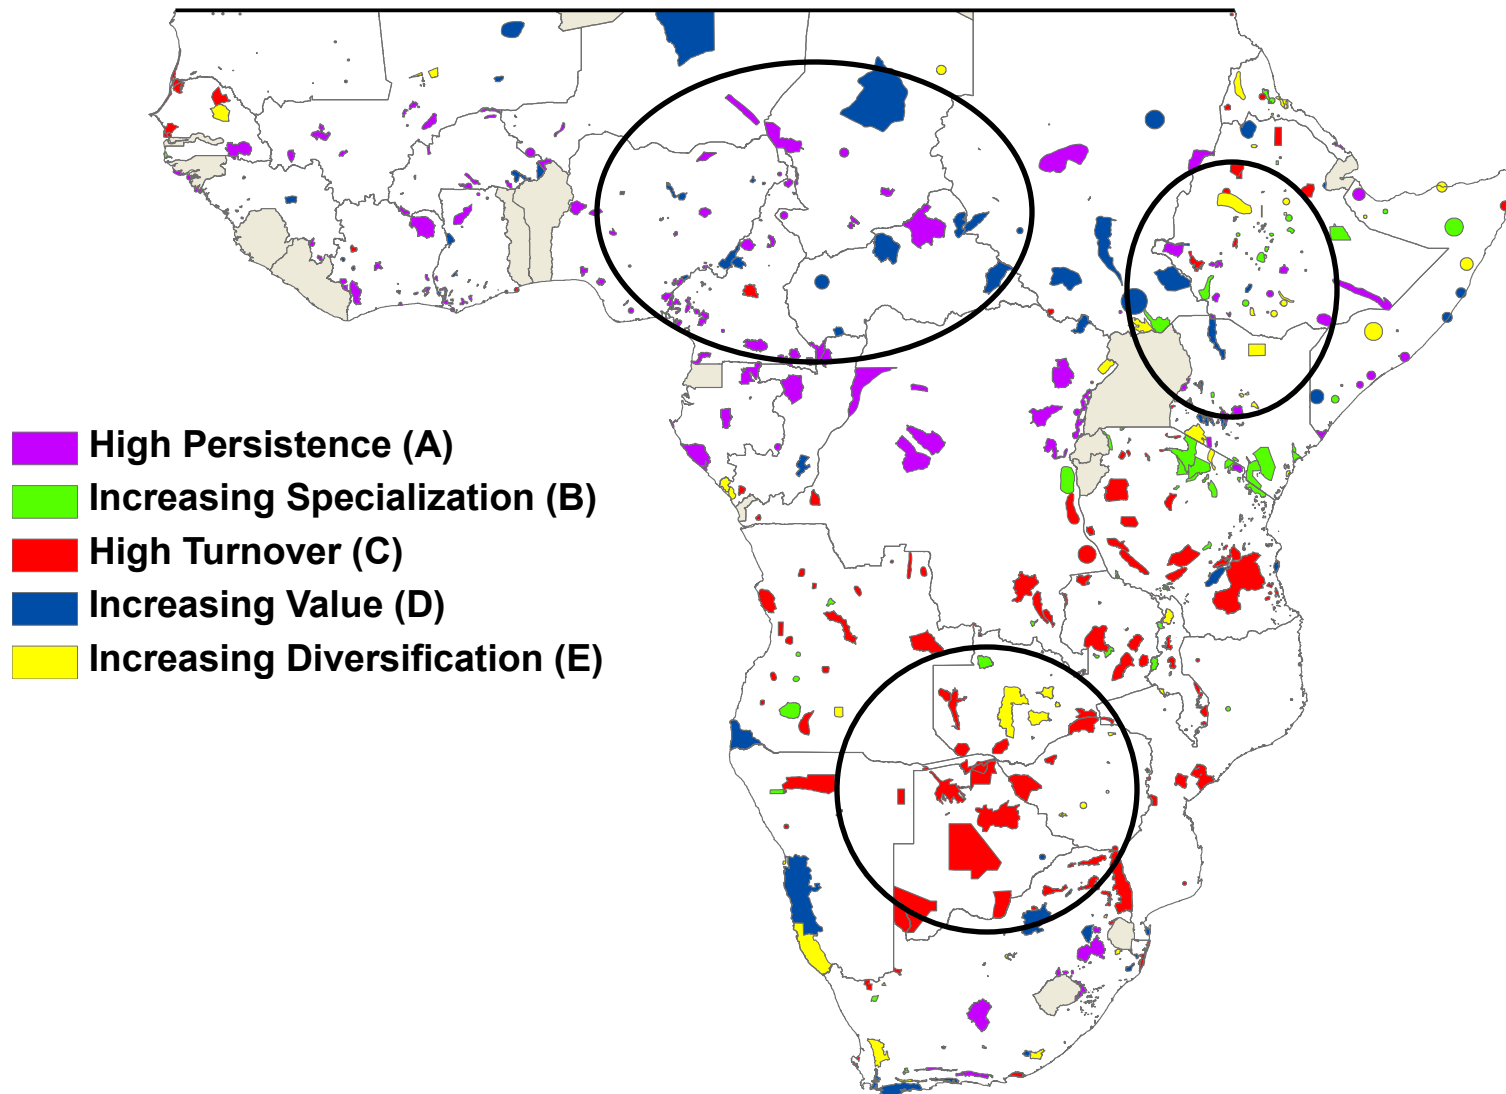 High Persistence (A)
Increasing Specialization (B)
High Turnover (C)
Increasing Value (D)
Increasing Diversification (E)